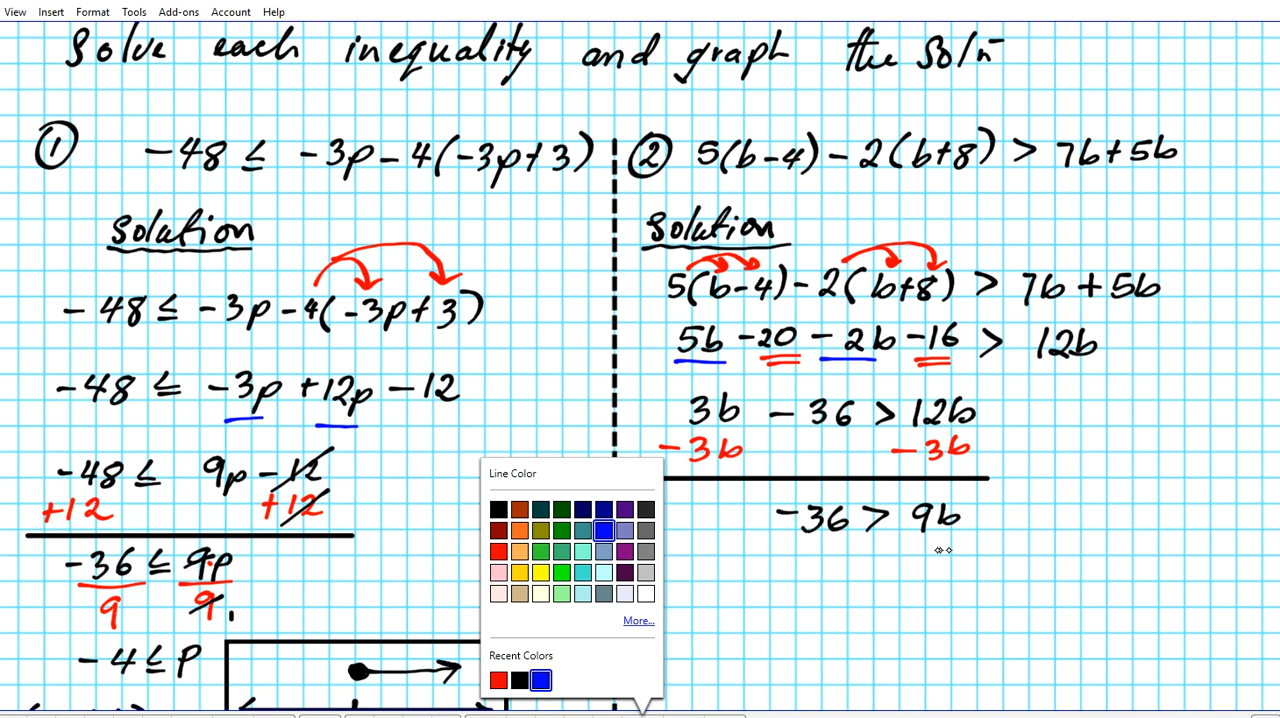 View Insert Format Tools Add-ons Account Help
Solve each inequality and graph the Sol/n̄
① -48 ≤ -3p-4(-3p+3)
Solution
-48 ≤ -3p-4(-3p+3)
-48 ≤ -3p +12p -12
-48 ≤ 9p -12
+12 +12
-36 ≤ 9p
9 9
-4 ≤ p
② 5(b-4)-2(b+8) > 7b+5b
Solution
5(b-4)-2(b+8) > 7b+5b
5b -20 -2b -16 > 12b
3b -36 > 12b
-3b -3b
-36 > 9b
Line Color
More...
Recent Colors